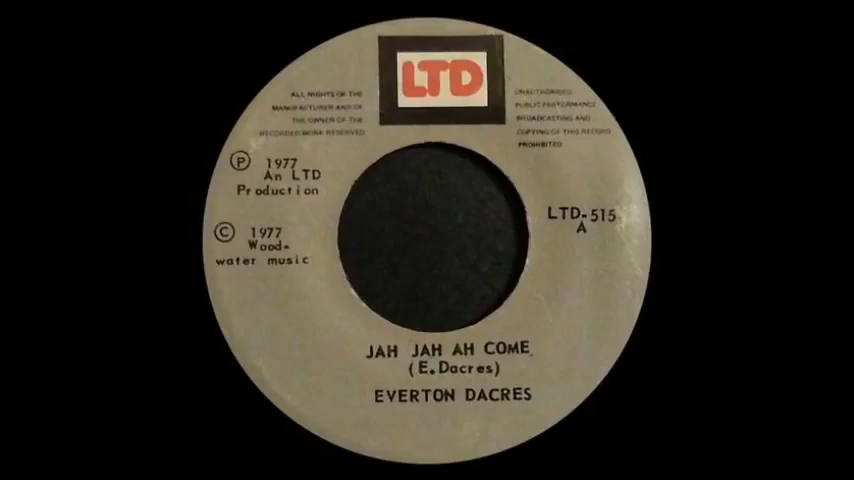 LTD
ALL RIGHTS OF THE
MANUFACTURER AND OF
THE OWNER OF THE
RECORDED WORK RESERVED
UNAUTHORISED
PUBLIC PERFORMANCE
BROADCASTING AND
COPYING OF THIS RECORD
PROHIBITED
Ⓟ 1977
An LTD
Production
© 1977
Wood-
water music
LTD-515
A
JAH JAH AH COME
(E.Dacres)
EVERTON DACRES